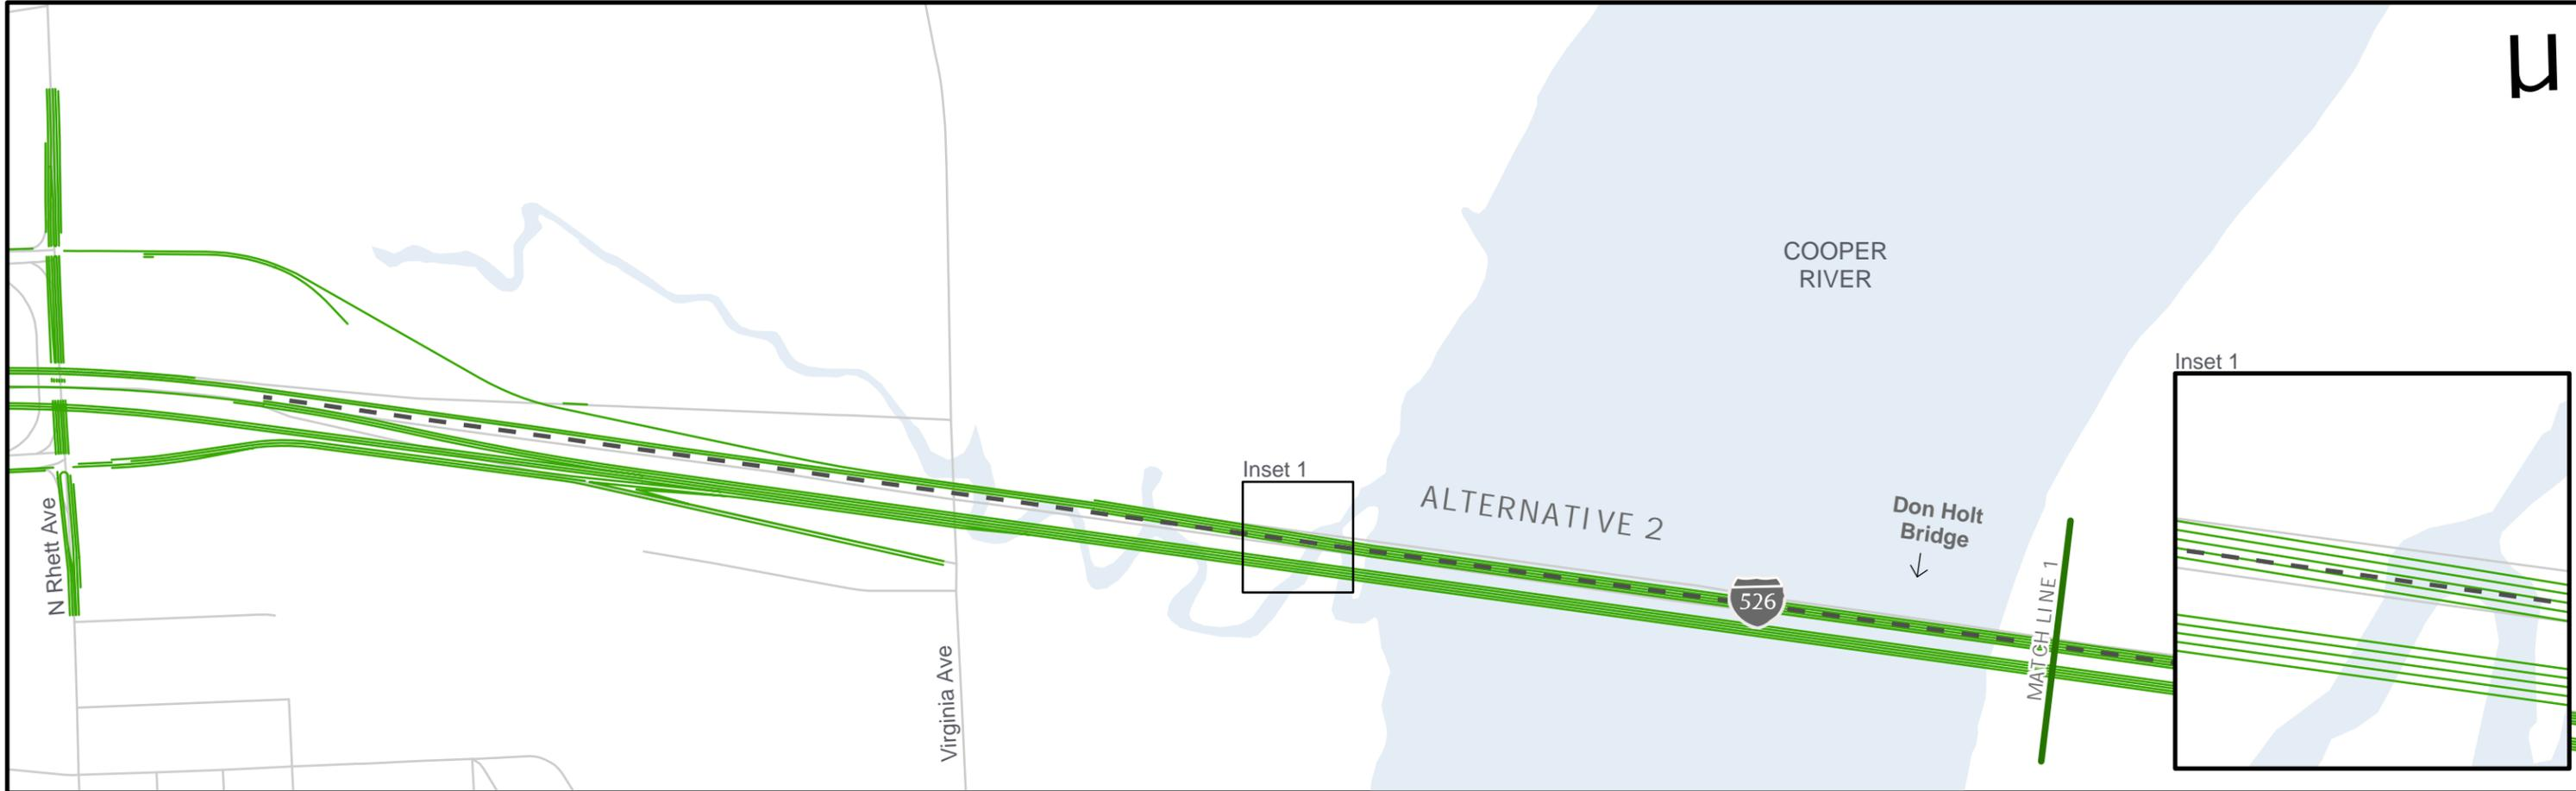 µ
COOPER
RIVER
Inset 1
Inset 1
ALTERNATIVE 2
Don Holt
Bridge
N Rhett Ave
526
MATCH LINE 1
Virginia Ave